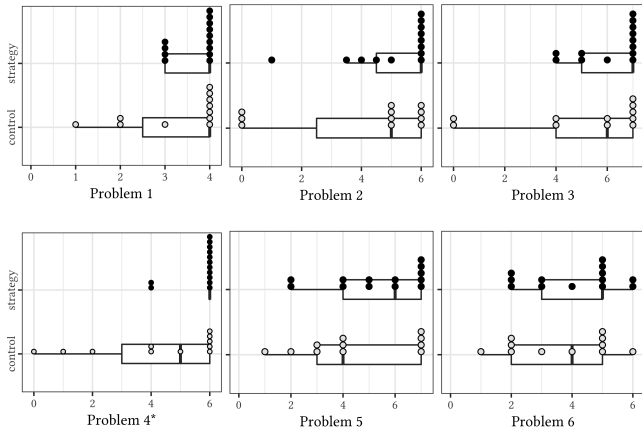 strategy
control
0 1 2 3 4
Problem 1
0 2 4 6
Problem 2
0 2 4 6
Problem 3
strategy
control
0 2 4 6
Problem 4*
0 2 4 6
Problem 5
0 2 4 6
Problem 6